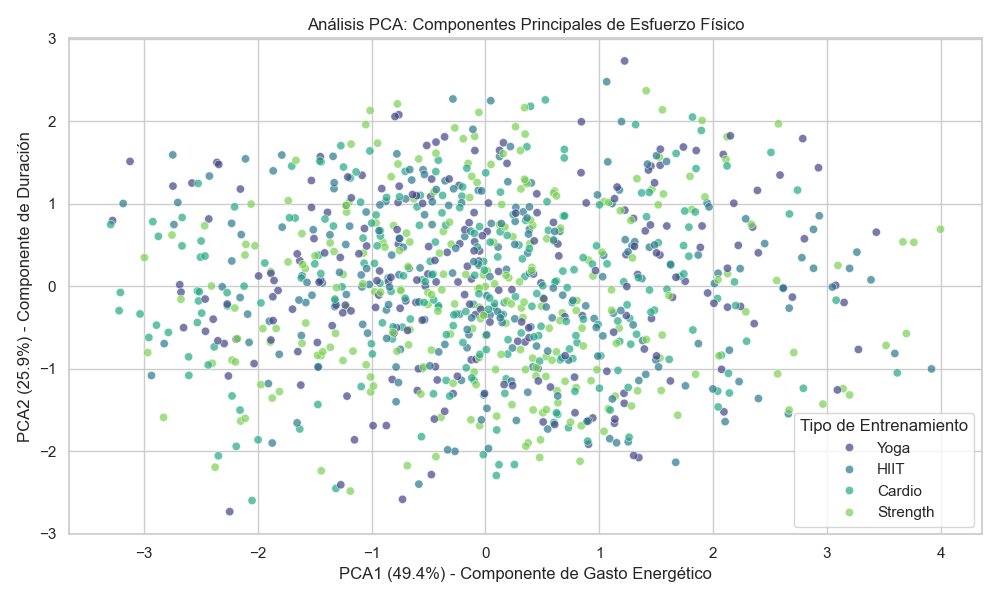 Análisis PCA: Componentes Principales de Esfuerzo Físico
PCA2 (25.9%) - Componente de Duración
3
2
1
0
−1
−2
−3
Tipo de Entrenamiento
Yoga
HIIT
Cardio
Strength
−3 −2 −1 0 1 2 3 4
PCA1 (49.4%) - Componente de Gasto Energético